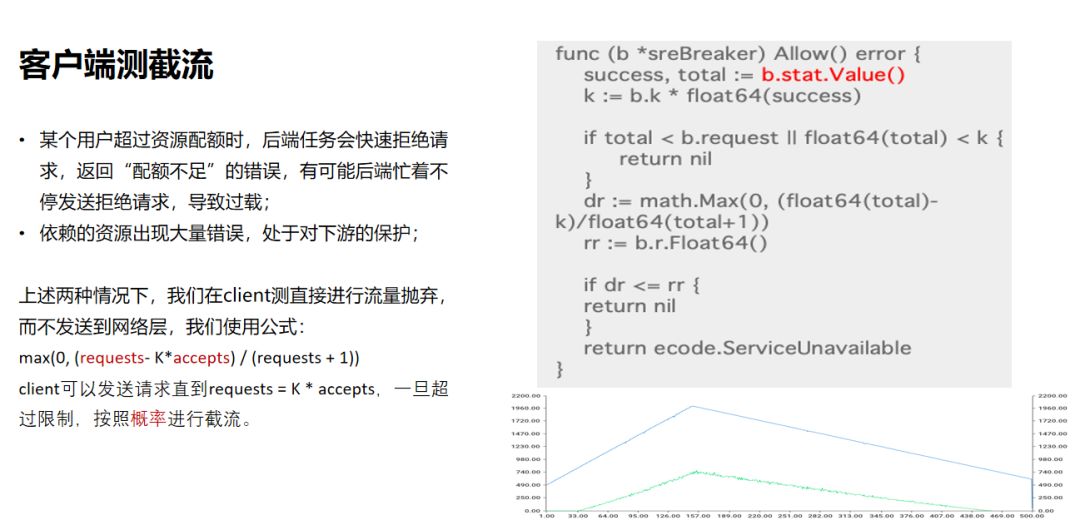 客户端测截流
• 某个用户超过资源配额时，后端任务会快速拒绝请
求，返回“配额不足”的错误，有可能后端忙着不
停发送拒绝请求，导致过载；
• 依赖的资源出现大量错误，处于对下游的保护；
上述两种情况下，我们在client测直接进行流量抛弃，
而不发送到网络层，我们使用公式：
max(0, (requests- K*accepts) / (requests + 1))
client可以发送请求直到requests = K * accepts，一旦超
过限制，按照概率进行截流。
func (b *sreBreaker) Allow() error {
success, total := b.stat.Value()
k := b.k * float64(success)
if total < b.request || float64(total) < k {
return nil
}
dr := math.Max(0, (float64(total)-
k)/float64(total+1))
rr := b.r.Float64()
if dr <= rr {
return nil
}
return ecode.ServiceUnavailable
}
2200.00 2200.00
1960.00 1960.00
1720.00 1720.00
1470.00 1470.00
1230.00 1230.00
980.00 980.00
740.00 740.00
490.00 490.00
250.00 250.00
0.00 0.00
1.00 33.00 64.00 95.00 126.00 157.00 189.00 220.00 251.00 282.00 313.00 345.00 376.00 407.00 438.00 469.00 500.00